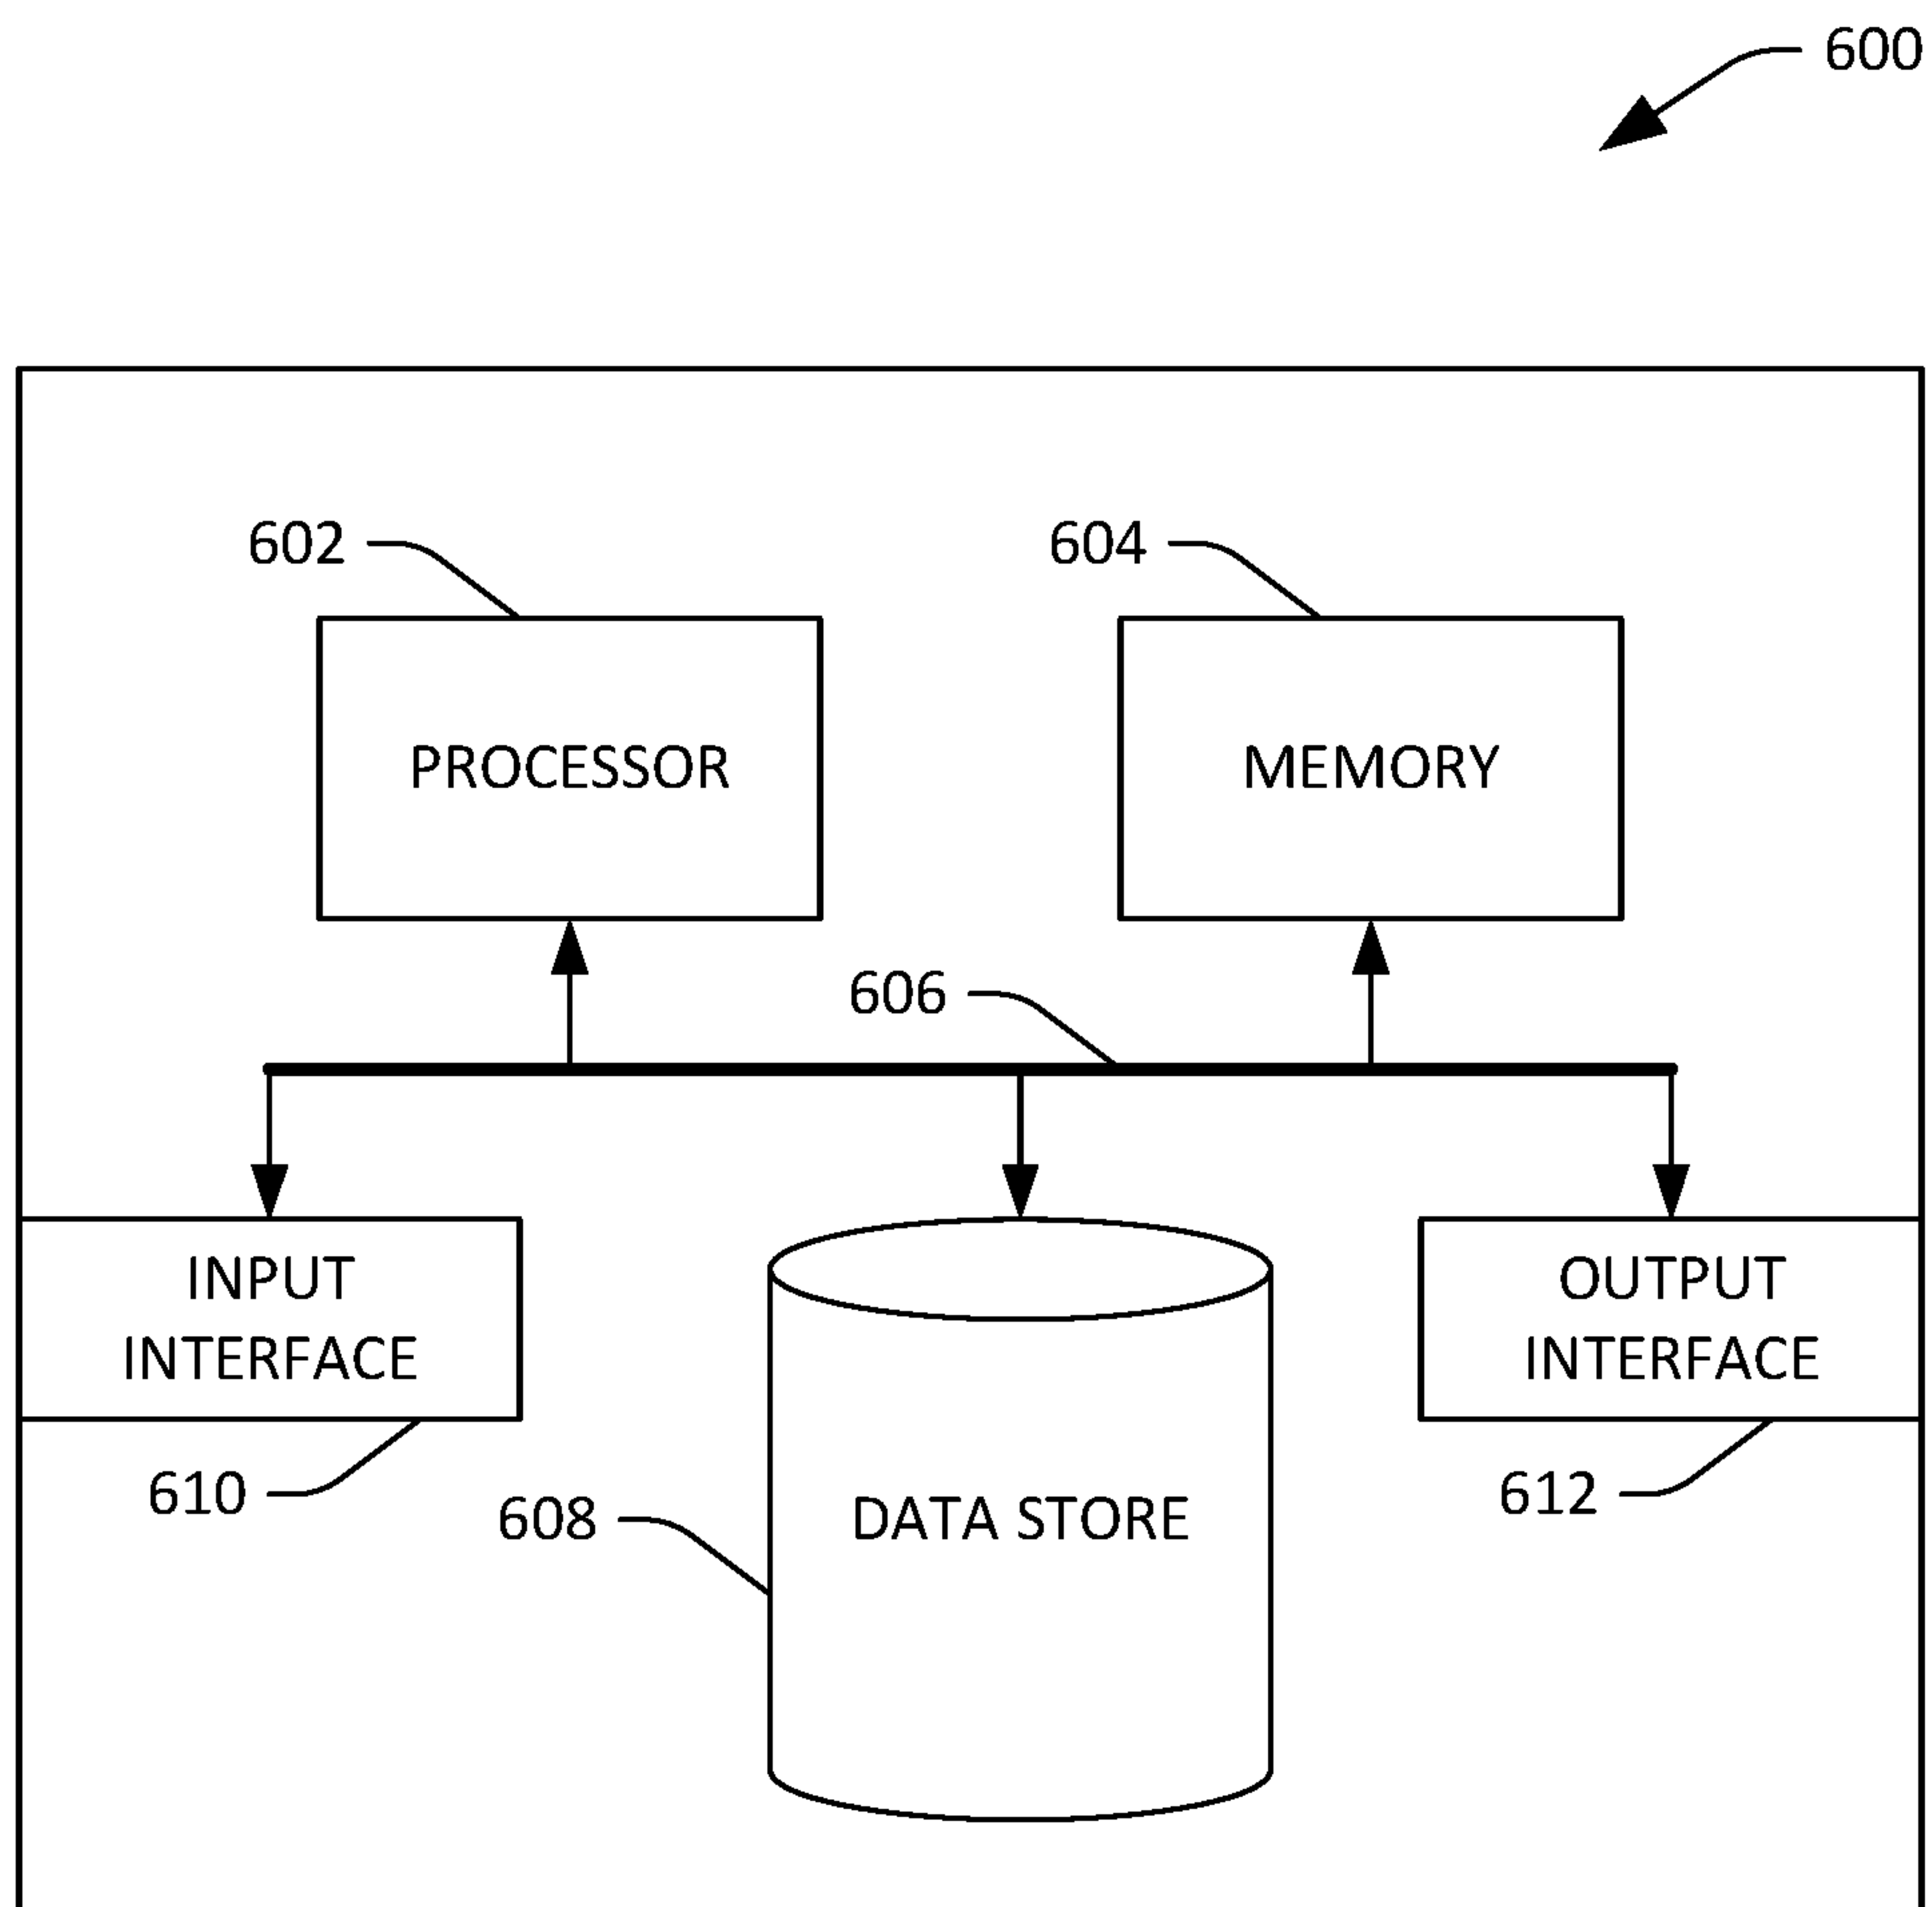 600
602
604
PROCESSOR
MEMORY
606
INPUT
INTERFACE
OUTPUT
INTERFACE
610
608
DATA STORE
612